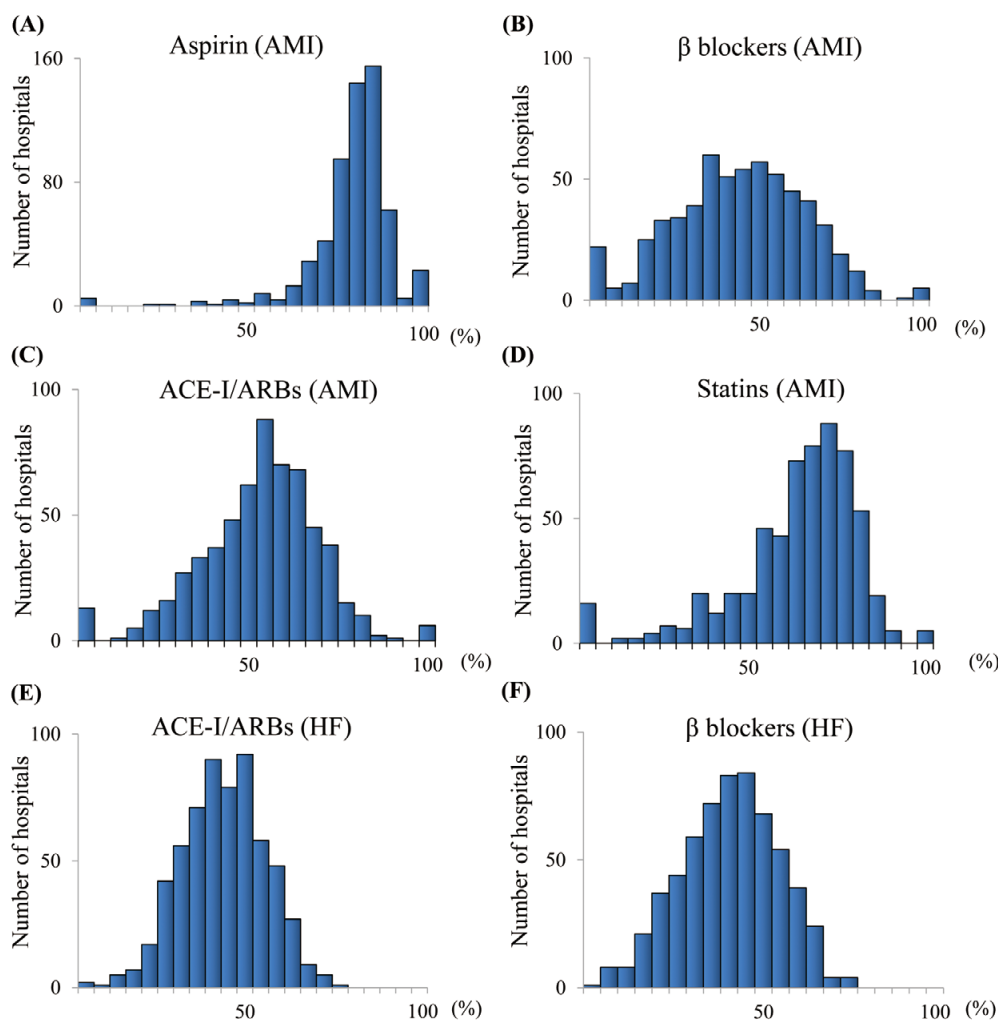 (A)
Aspirin (AMI)
Number of hospitals
160
80
0
50
100
(%)
(B)
β blockers (AMI)
Number of hospitals
100
50
0
50
100
(%)
(C)
ACE-I/ARBs (AMI)
Number of hospitals
100
50
0
50
100
(%)
(D)
Statins (AMI)
Number of hospitals
100
50
0
50
100
(%)
(E)
ACE-I/ARBs (HF)
Number of hospitals
100
50
0
50
100
(%)
(F)
β blockers (HF)
Number of hospitals
100
50
0
50
100
(%)